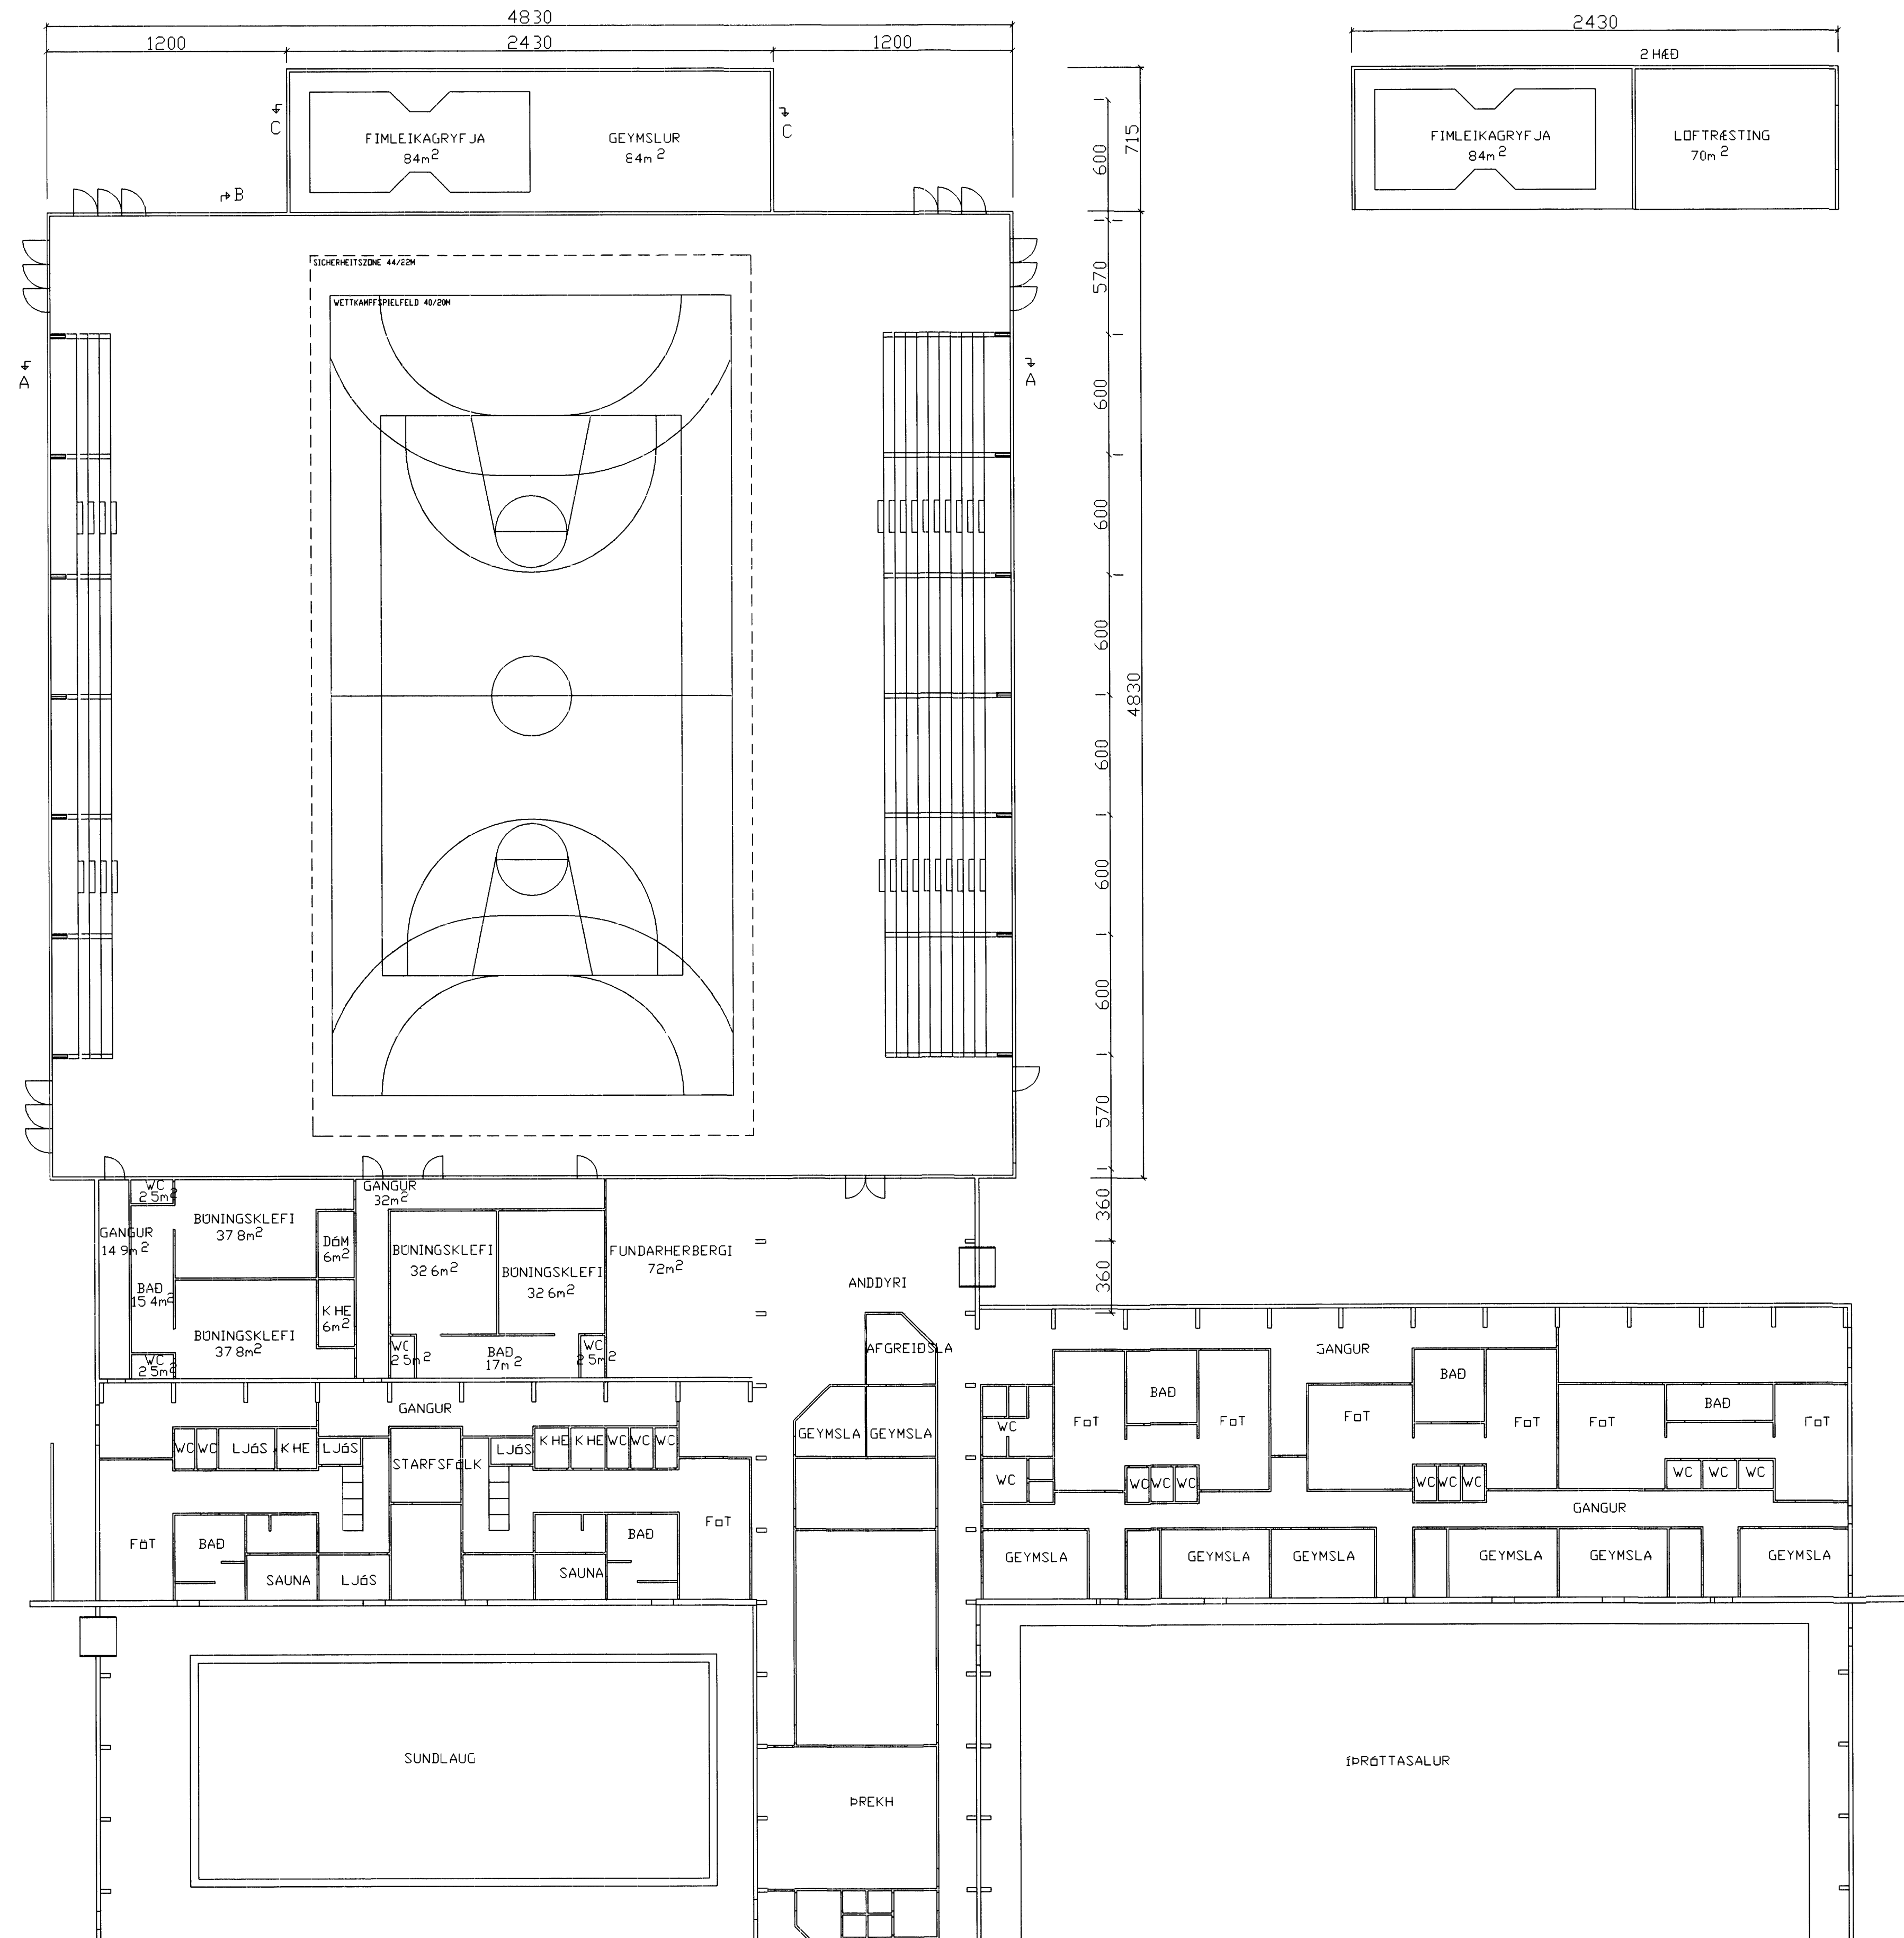 4830
1200
2430
1200
2430
2 HÆÐ
C
C
FIMLEIKAGRYFJA
84m2
GEYMSLUR
84m2
600
715
FIMLEIKAGRYFJA
84m2
LOFTRÆSTING
70m2
B
SICHERHEITSZONE 44/22M
WETTKAMPFSPIELFELD 40/20M
570
A
A
600
600
600
4830
600
600
600
570
360
360
WC
2 5m2
GANGUR
32m2
GANGUR
14 9m2
BÚNINGSKLEFI
37 8m2
DÓM
6m2
BÚNINGSKLEFI
32 6m2
BÚNINGSKLEFI
32 6m2
FUNDARHERBERGI
72m2
ANDDYRI
BAÐ
15 4m2
K HE
6m2
BÚNINGSKLEFI
37 8m2
WC
2 5m2
WC
2 5m2
BAÐ
17m2
WC
2 5m2
AFGREIÐSLA
GANGUR
BAÐ
BAÐ
BAÐ
GANGUR
FÖT
FÖT
FÖT
FÖT
FÖT
FÖT
WC
WC
LJÓS
K HE
LJÓS
STARFSFÓLK
LJÓS
K HE
K HE
WC
WC
WC
GEYMSLA
GEYMSLA
WC
WC
WC
WC
WC
WC
WC
WC
WC
WC
WC
GANGUR
FÖT
BAÐ
SAUNA
LJÓS
SAUNA
BAÐ
FÖT
GEYMSLA
GEYMSLA
GEYMSLA
GEYMSLA
GEYMSLA
GEYMSLA
SUNDLAUG
ÞREKH
ÍÞRÓTTASALUR